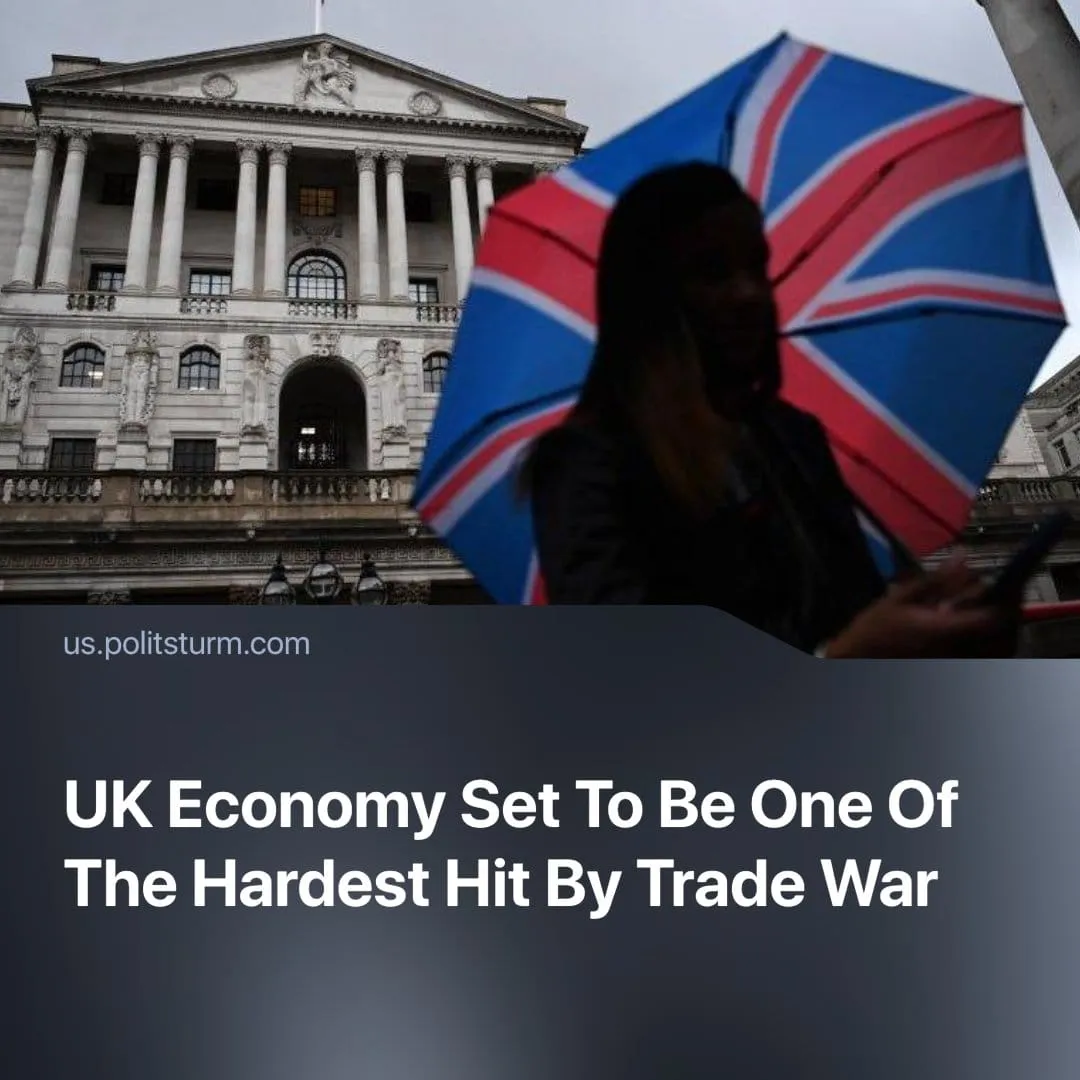 us.politsturm.com
UK Economy Set To Be One Of
The Hardest Hit By Trade War